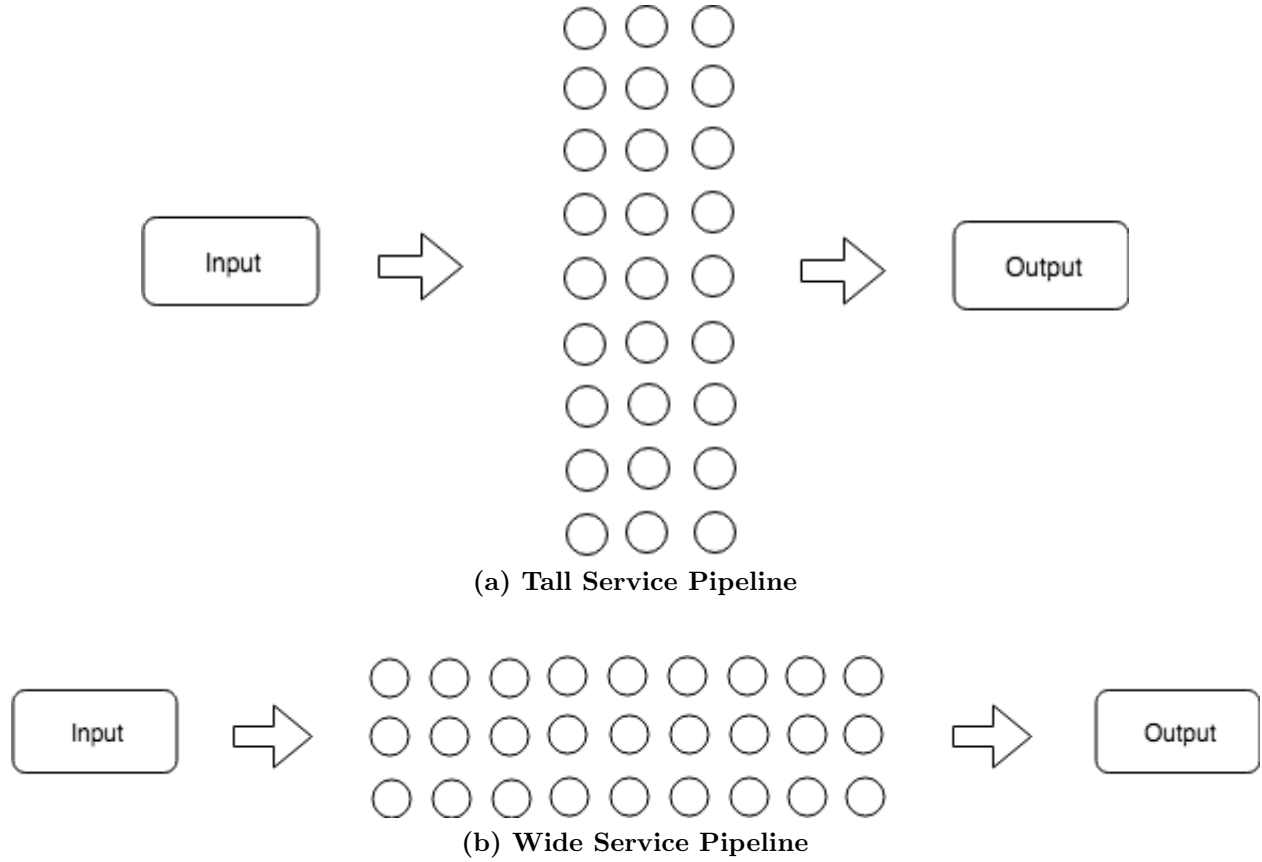 Input
Output
(a) Tall Service Pipeline
Input
Output
(b) Wide Service Pipeline